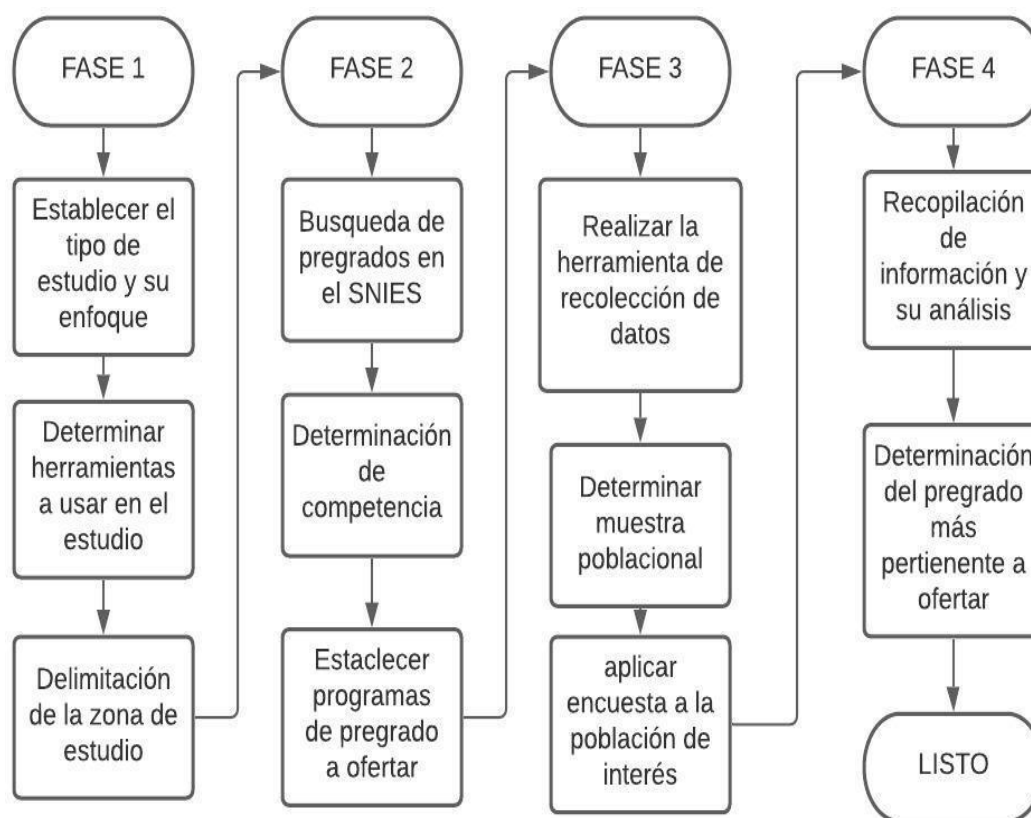 FASE 1
Establecer el
tipo de
estudio y su
enfoque
Determinar
herramientas
a usar en el
estudio
Delimitación
de la zona de
estudio
FASE 2
Busqueda de
pregrados en
el SNIES
Determinación
de
competencia
Estaclecer
programas
de pregrado
a ofertar
FASE 3
Realizar la
herramienta de
recolección de
datos
Determinar
muestra
poblacional
aplicar
encuesta a la
población de
interés
FASE 4
Recopilación
de
información y
su análisis
Determinación
del pregrado
más
pertienente a
ofertar
LISTO